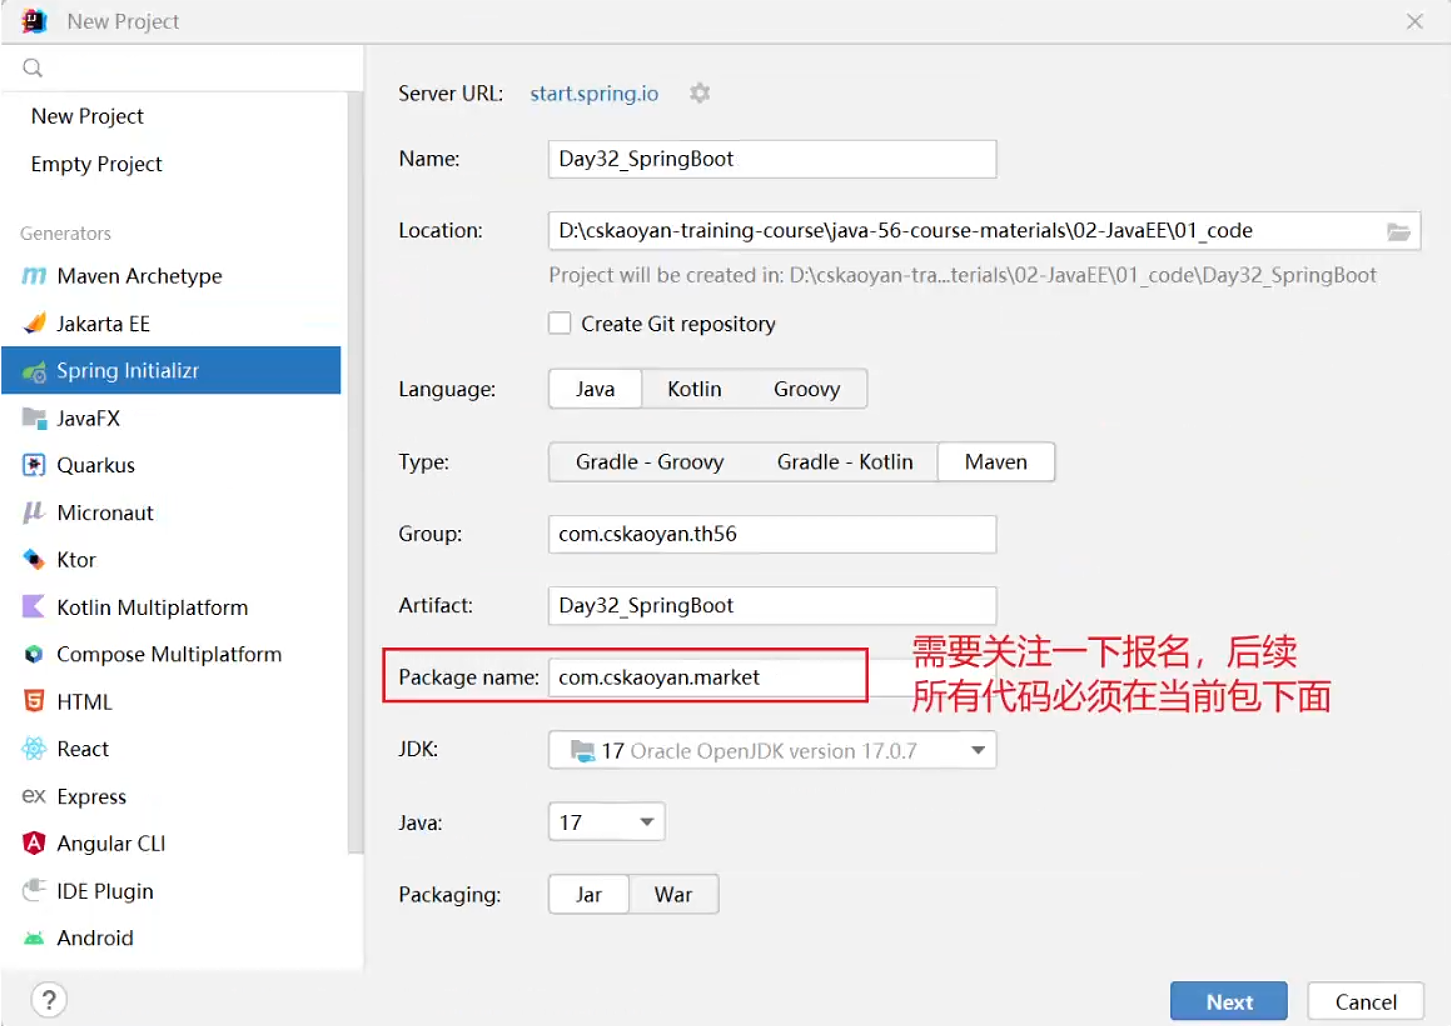 New Project
New Project
Empty Project
Generators
Maven Archetype
Jakarta EE
Spring Initializr
JavaFX
Quarkus
Micronaut
Ktor
Kotlin Multiplatform
Compose Multiplatform
HTML
React
ex Express
Angular CLI
IDE Plugin
Android
Server URL: start.spring.io
Name: Day32_SpringBoot
Location: D:\cskaoyan-training-course\java-56-course-materials\02-JavaEE\01_code
Project will be created in: D:\cskaoyan-tra...terials\02-JavaEE\01_code\Day32_SpringBoot
Create Git repository
Language: Java Kotlin Groovy
Type: Gradle - Groovy Gradle - Kotlin Maven
Group: com.cskaoyan.th56
Artifact: Day32_SpringBoot
Package name: com.cskaoyan.market
需要关注一下报名，后续
所有代码必须在当前包下面
JDK: 17 Oracle OpenJDK version 17.0.7
Java: 17
Packaging: Jar War
? Next Cancel